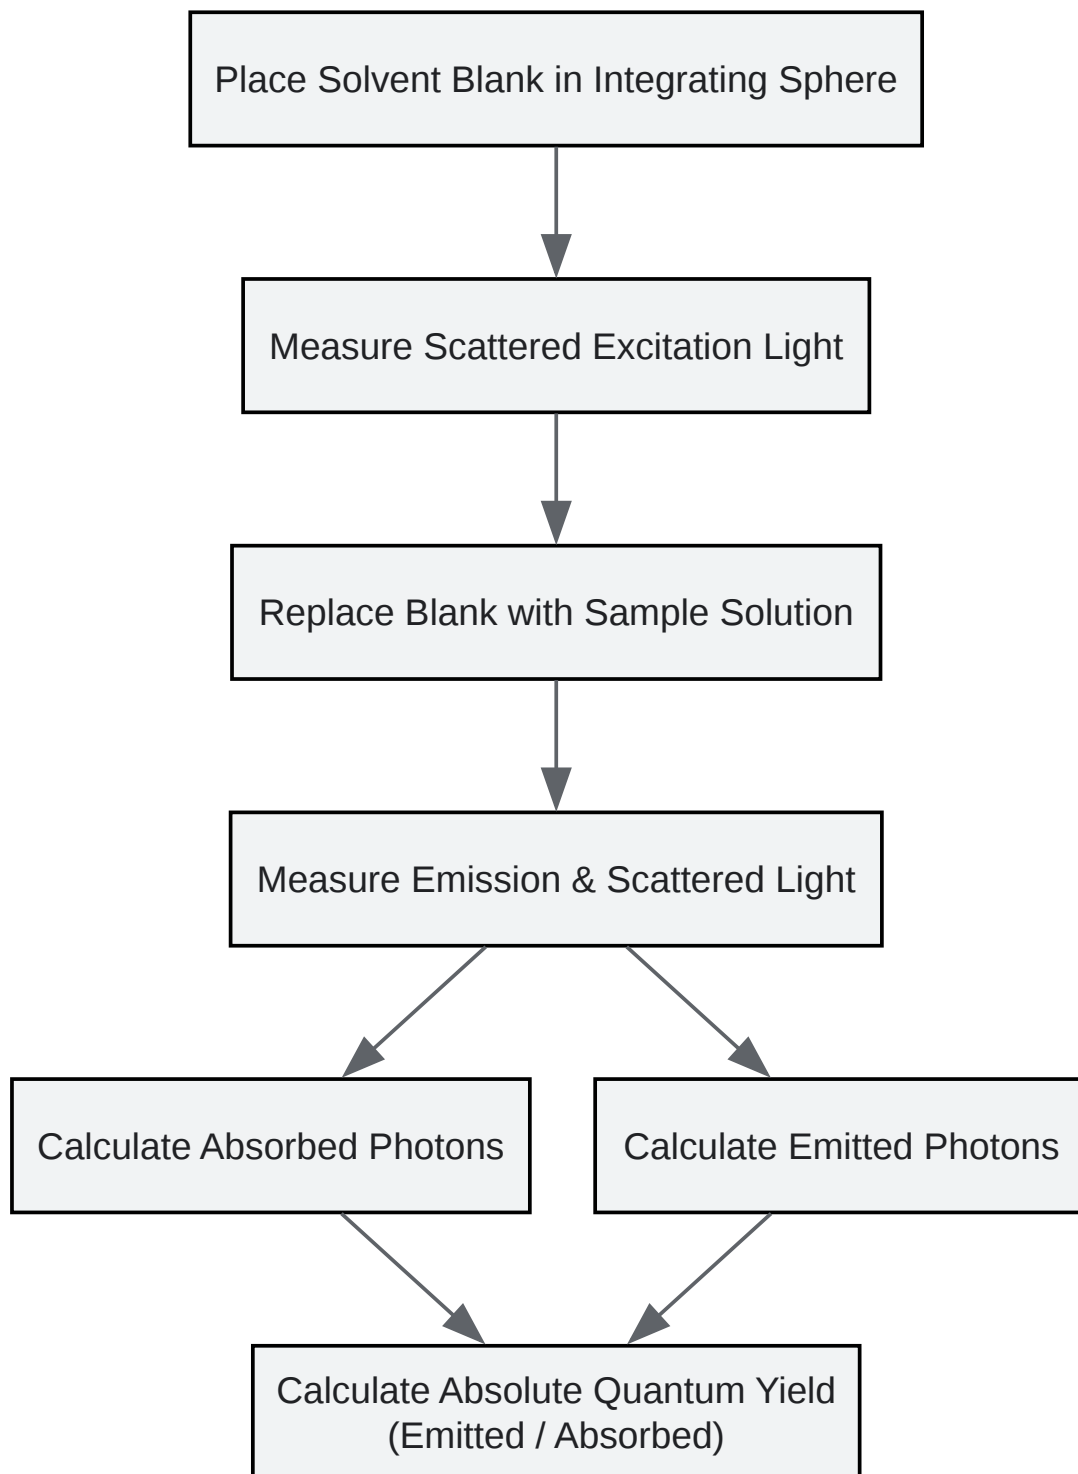 Place Solvent Blank in Integrating Sphere
Measure Scattered Excitation Light
Replace Blank with Sample Solution
Measure Emission & Scattered Light
Calculate Absorbed Photons
Calculate Emitted Photons
Calculate Absolute Quantum Yield
(Emitted / Absorbed)